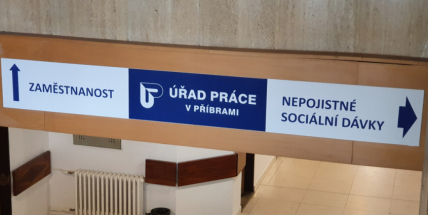 ZAMĚSTNANOST
ÚŘAD PRÁCE
V PŘÍBRAMI
NEPOJISTNÉ
SOCIÁLNÍ DÁVKY